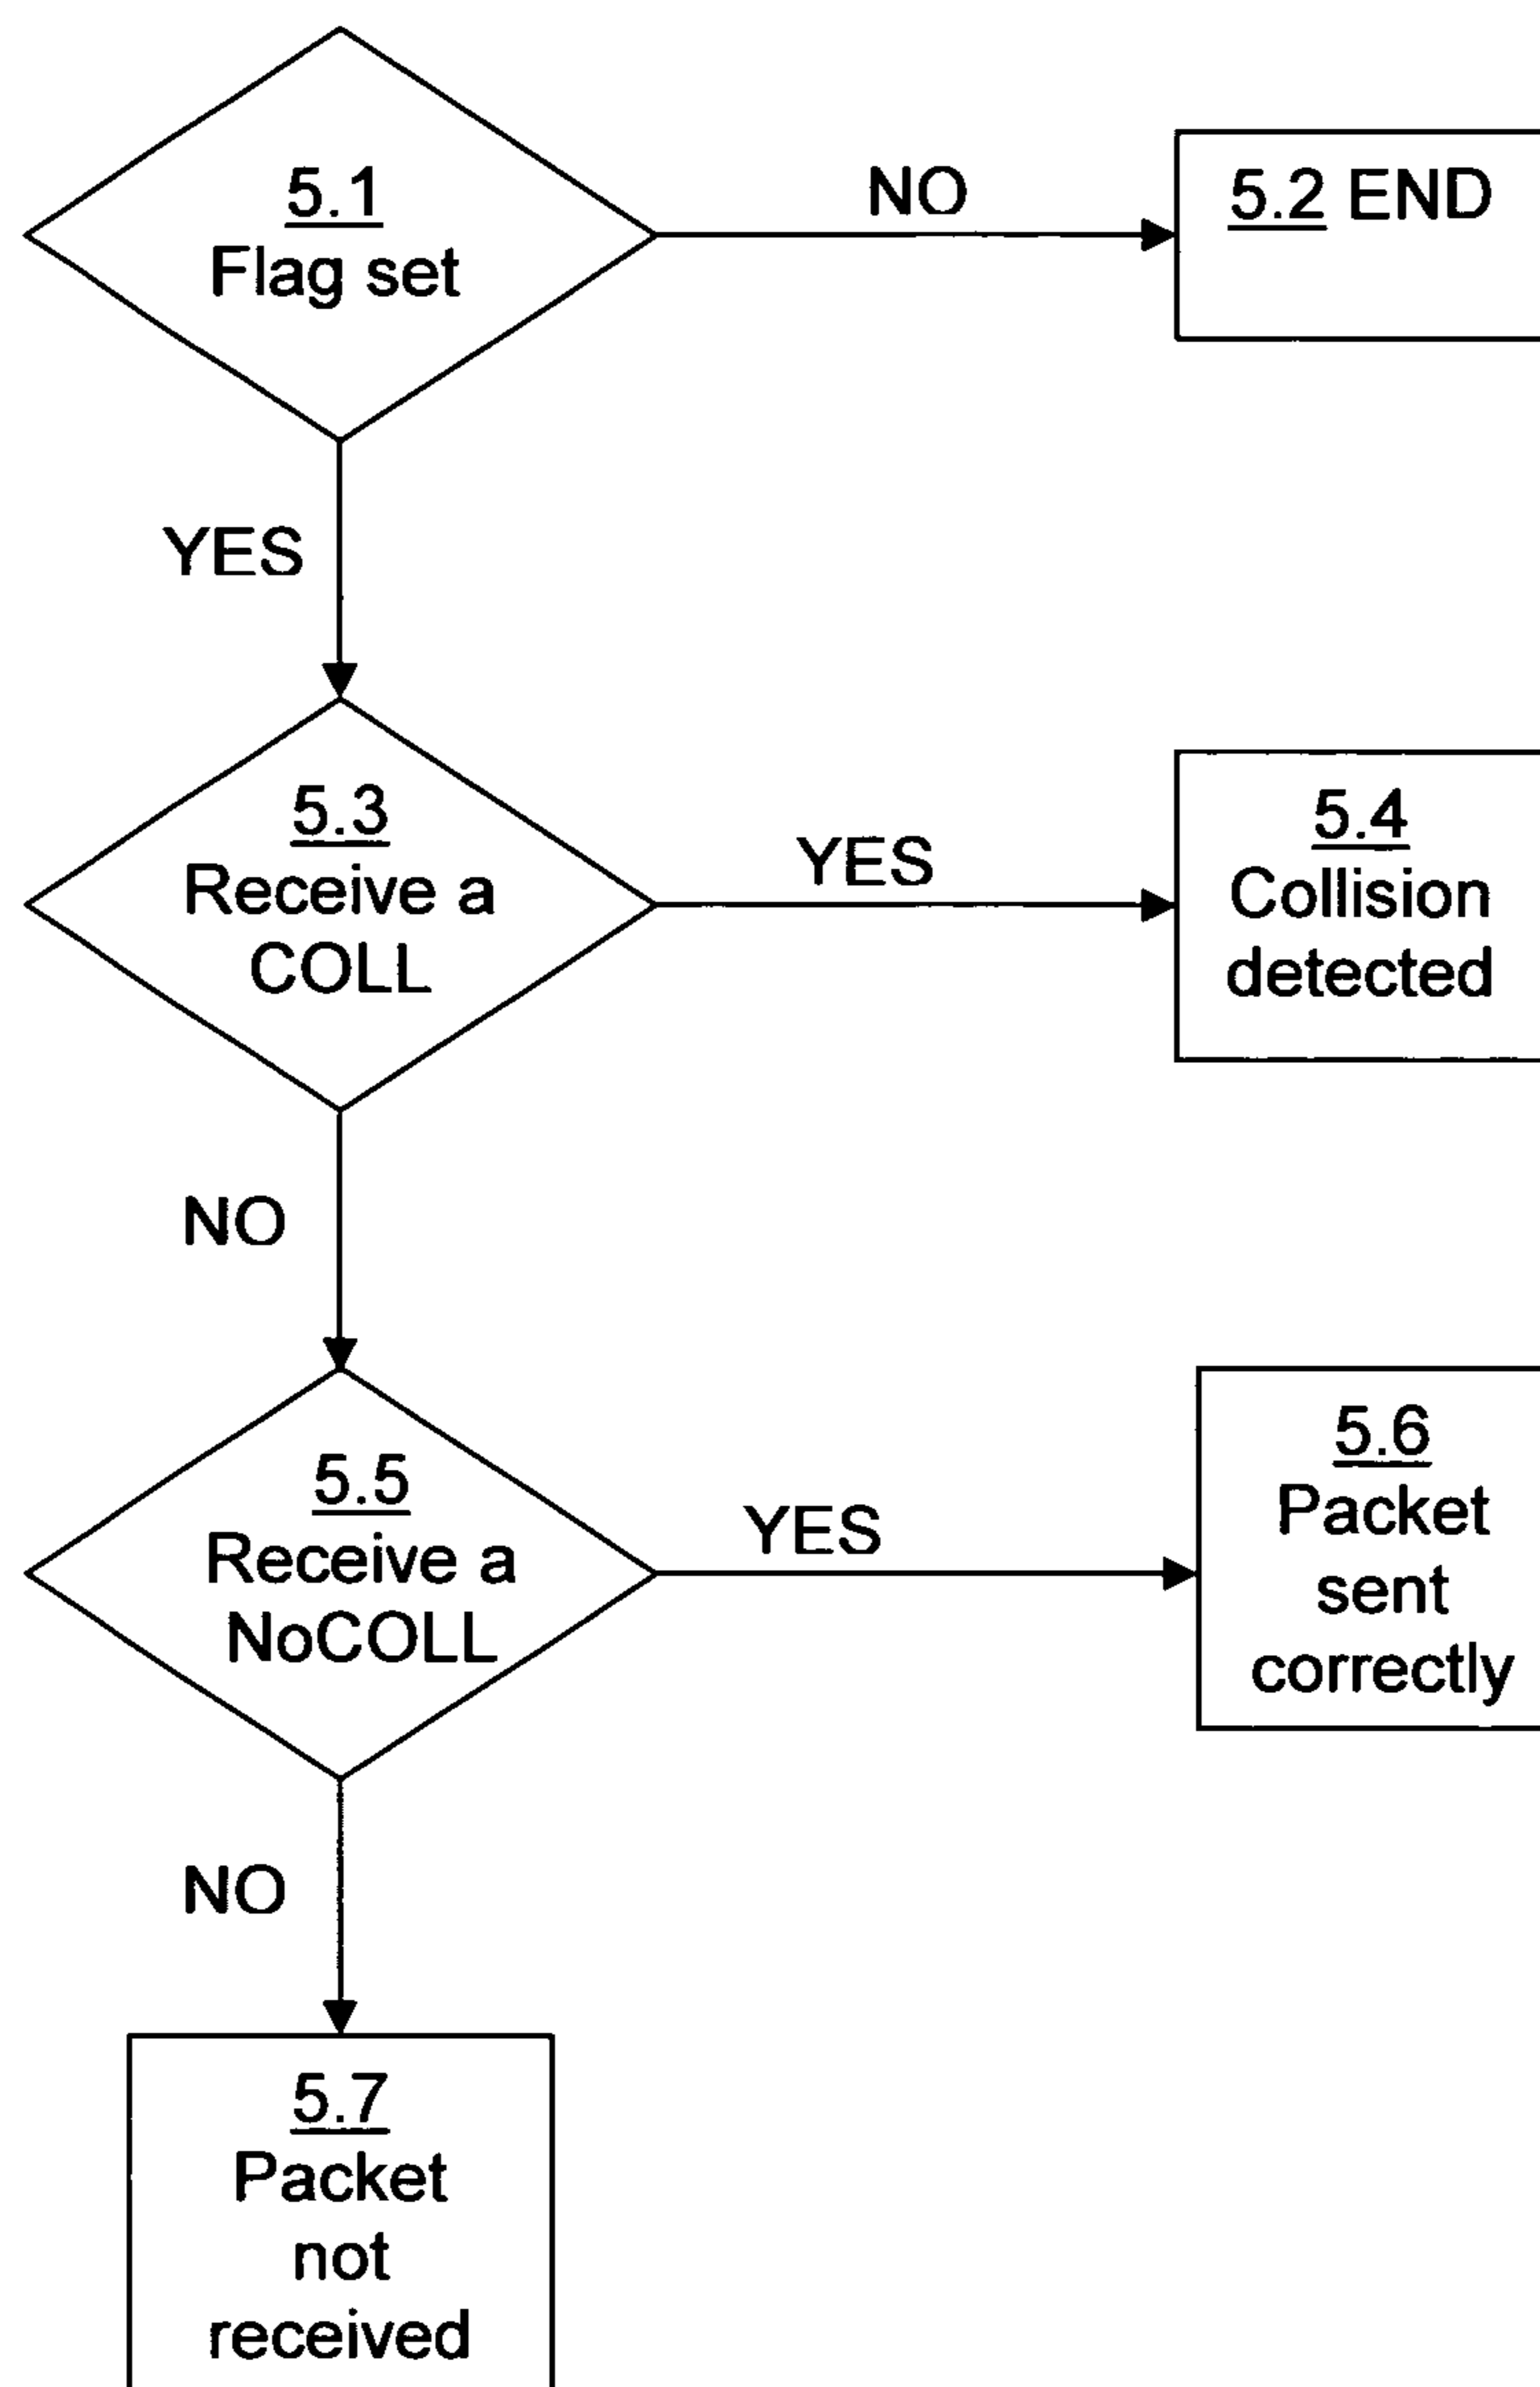 5.1
Flag set
NO
5.2 END
YES
5.3
Receive a
COLL
YES
5.4
Collision
detected
NO
5.5
Receive a
NoCOLL
YES
5.6
Packet
sent
correctly
NO
5.7
Packet
not
received